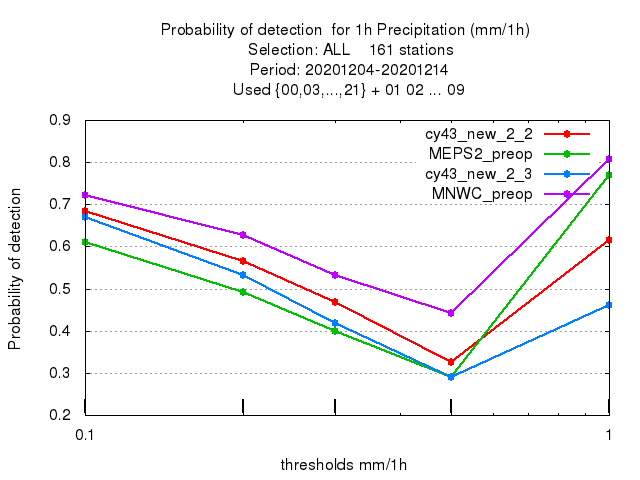 Probability of detection  for 1h Precipitation (mm/1h)
Selection: ALL    161 stations
Period: 20201204-20201214
Used {00,03,...,21} + 01 02 ... 09
0.9
0.8
0.7
0.6
0.5
0.4
0.3
0.2
Probability of detection
cy43_new_2_2
MEPS2_preop
cy43_new_2_3
MNWC_preop
0.1
1
thresholds mm/1h